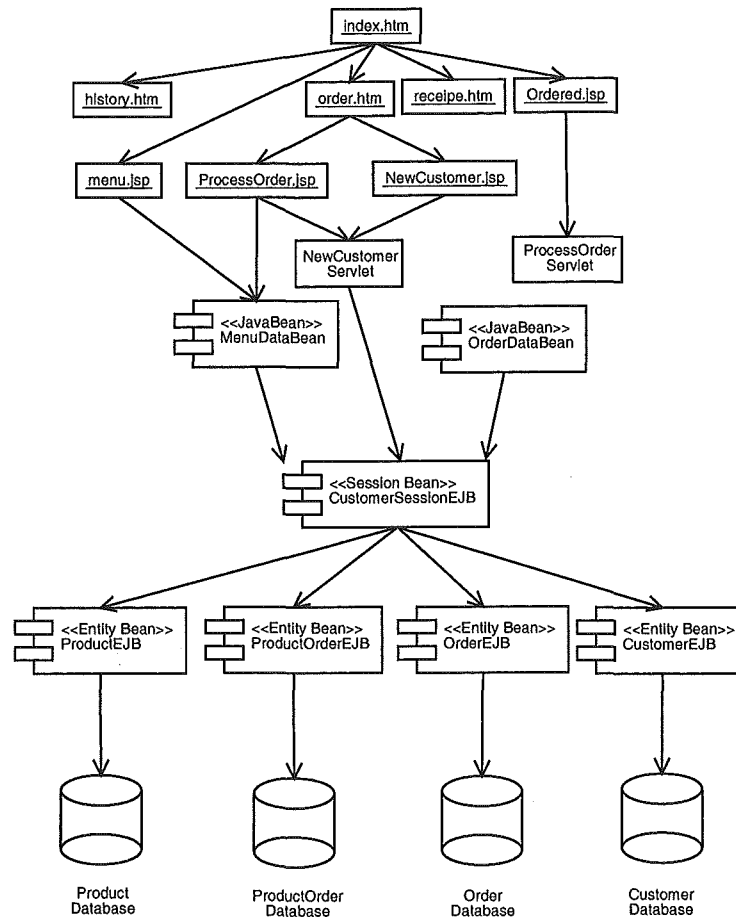 index.htm
history.htm
order.htm
receipe.htm
Ordered.jsp
menu.jsp
ProcessOrder.jsp
NewCustomer.jsp
NewCustomer
Servlet
ProcessOrder
Servlet
<<JavaBean>>
MenuDataBean
<<JavaBean>>
OrderDataBean
<<Session Bean>>
CustomerSessionEJB
<<Entity Bean>>
ProductEJB
<<Entity Bean>>
ProductOrderEJB
<<Entity Bean>>
OrderEJB
<<Entity Bean>>
CustomerEJB
Product
Database
ProductOrder
Database
Order
Database
Customer
Database